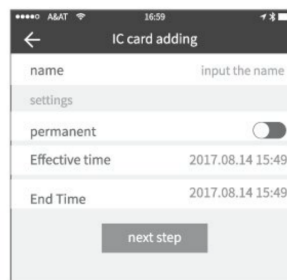 A&AT 16:59
IC card adding
name input the name
settings
permanent
Effective time 2017.08.14 15:49
End Time 2017.08.14 15:49
next step